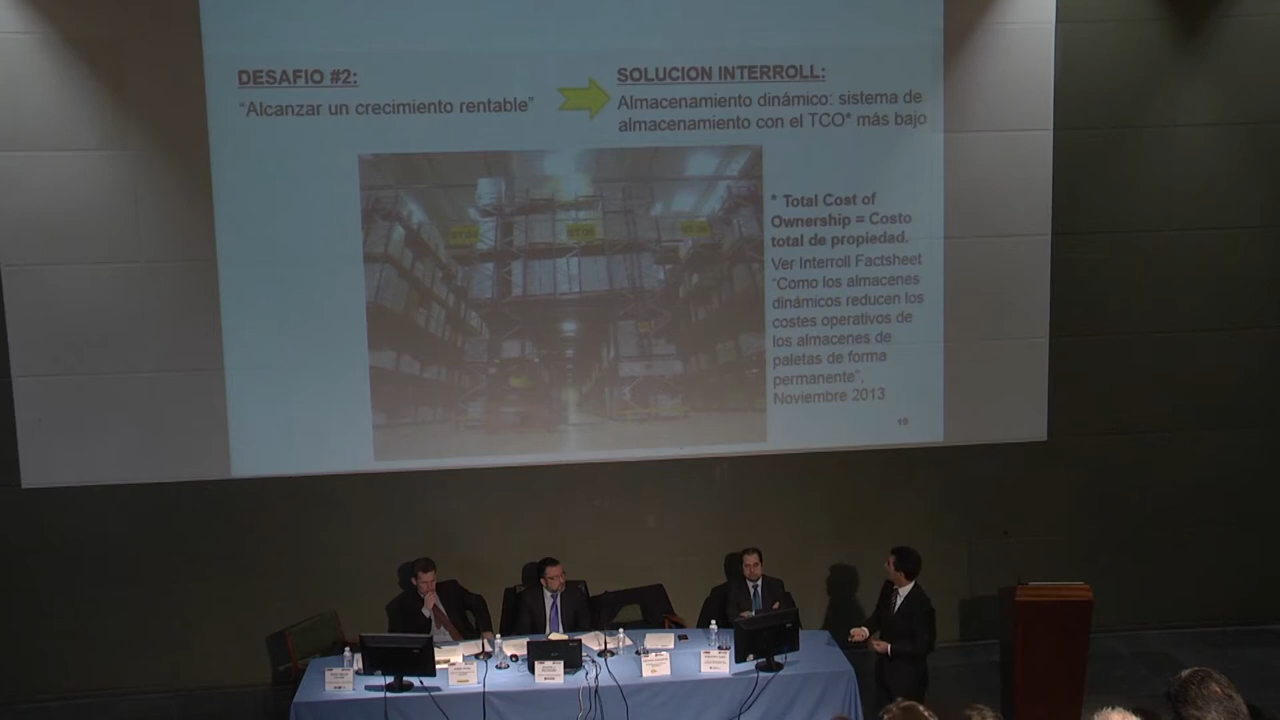 DESAFIO #2:
"Alcanzar un crecimiento rentable"
SOLUCION INTERROLL:
Almacenamiento dinámico: sistema de
almacenamiento con el TCO* más bajo
* Total Cost of
Ownership = Costo
total de propiedad.
Ver Interroll Factsheet
"Como los almacenes
dinámicos reducen los
costes operativos de
los almacenes de
paletas de forma
permanente",
Noviembre 2013